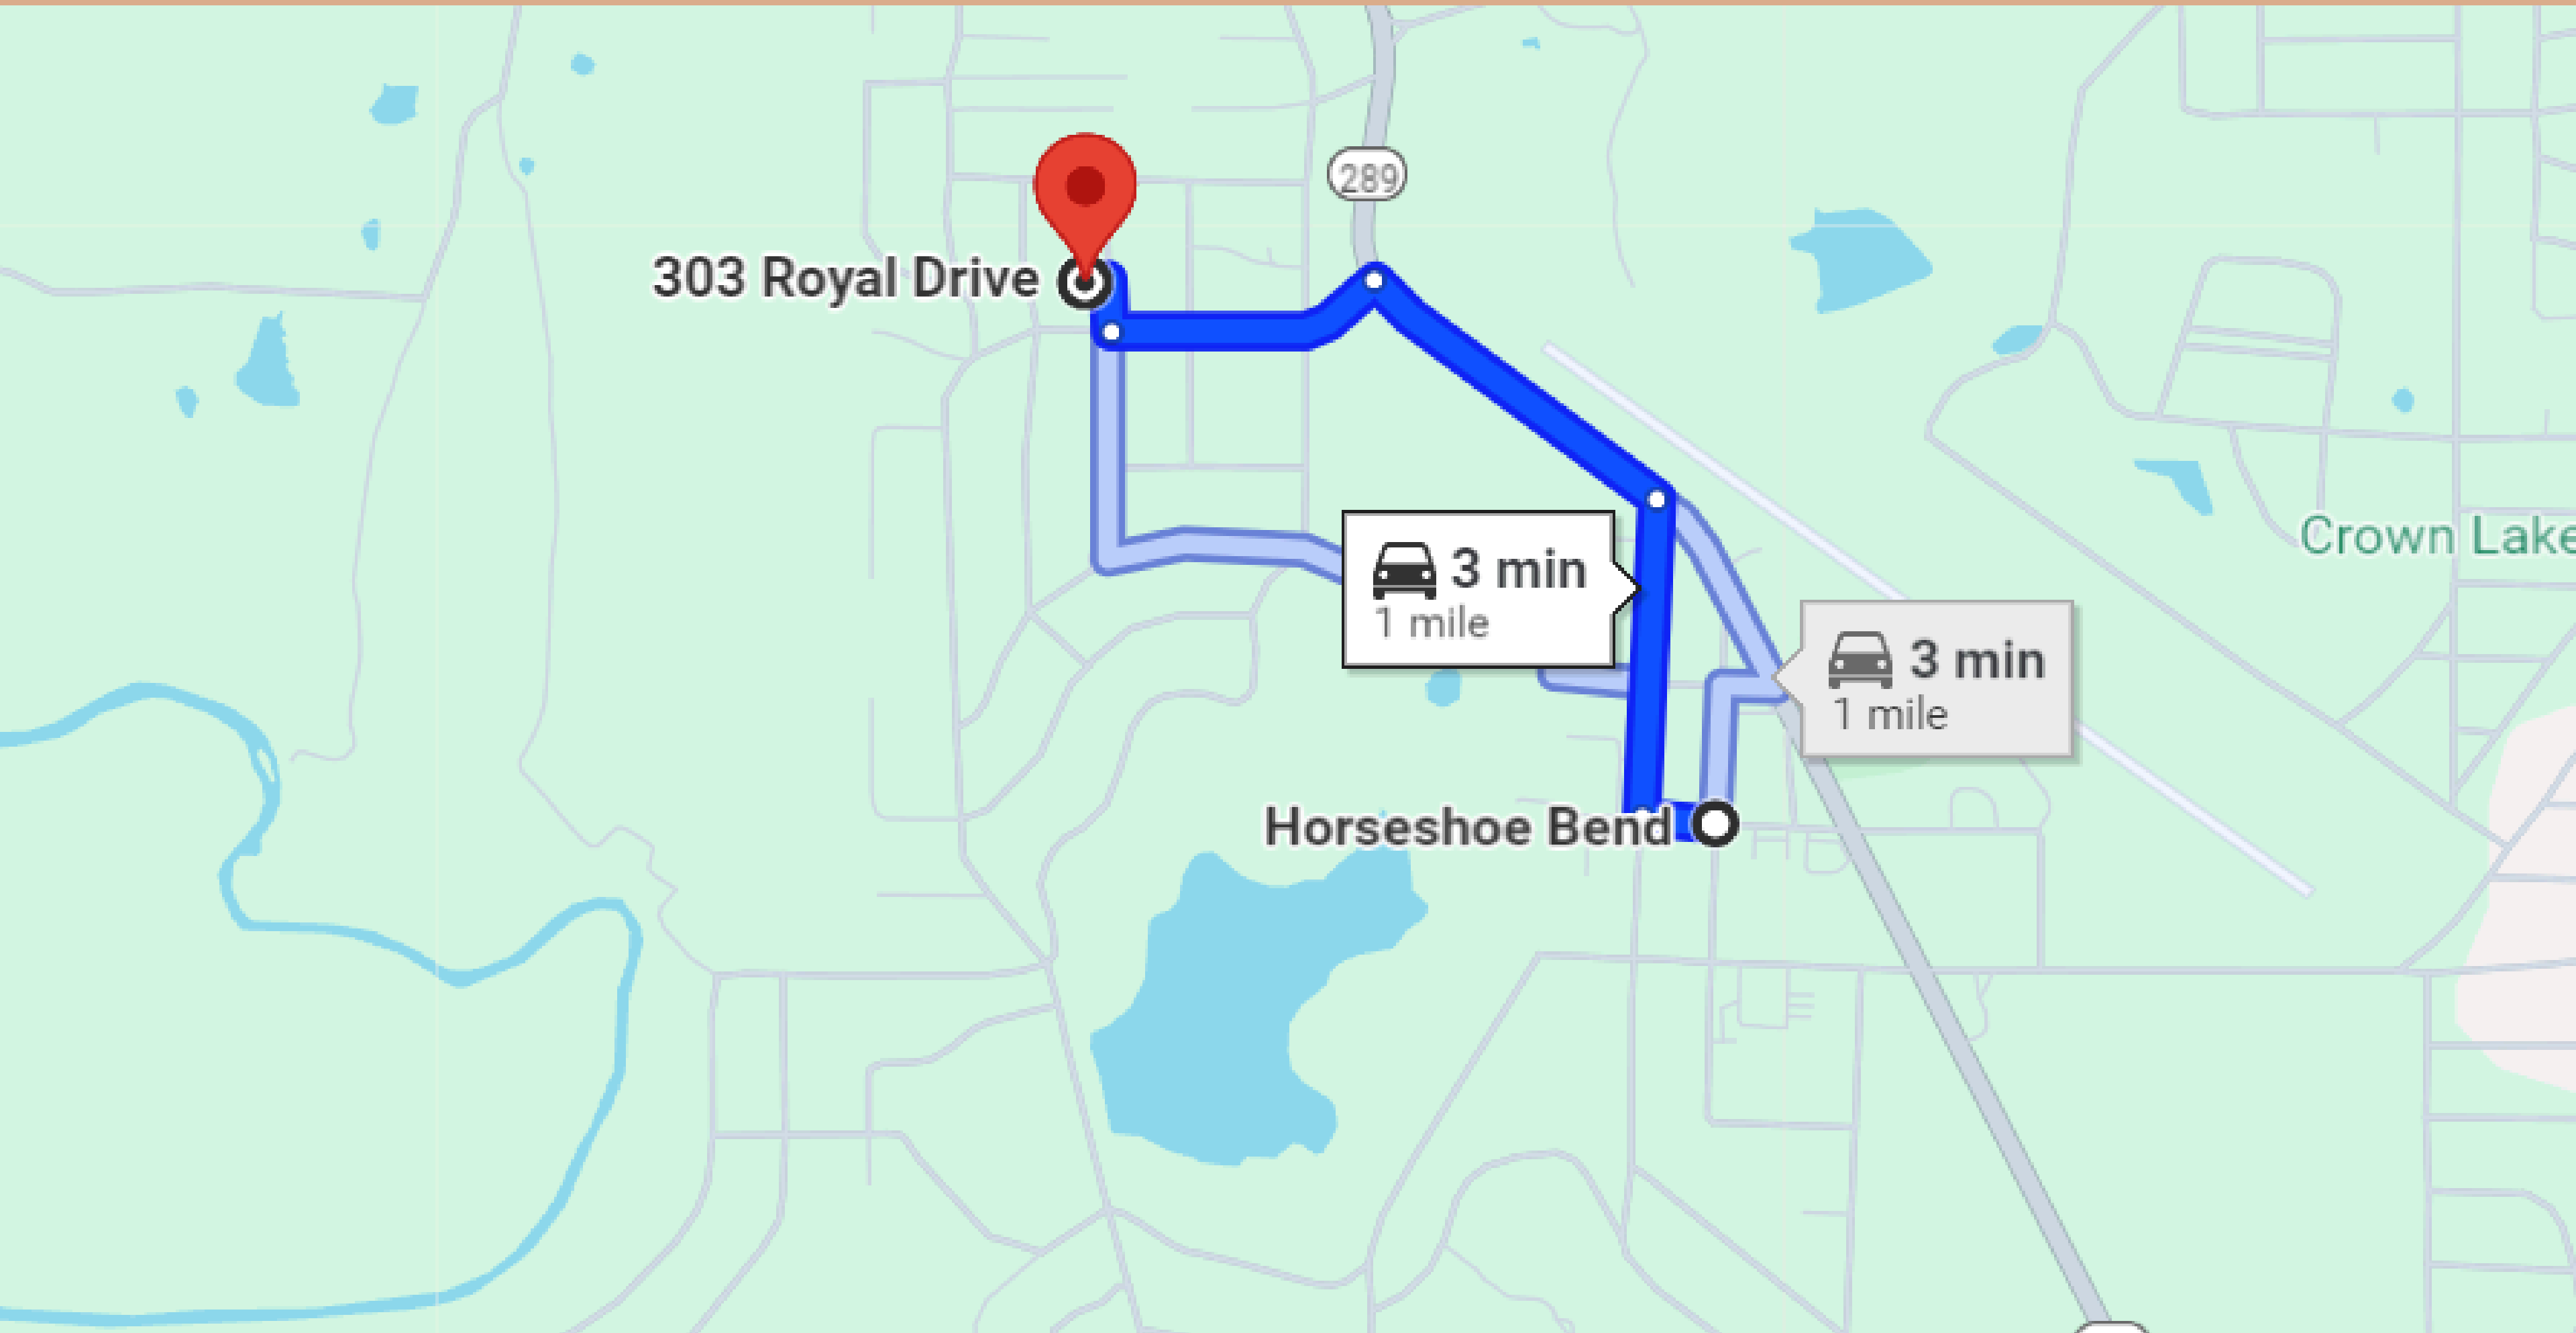 289
303 Royal Drive
3 min
1 mile
Crown Lake
3 min
1 mile
Horseshoe Bend